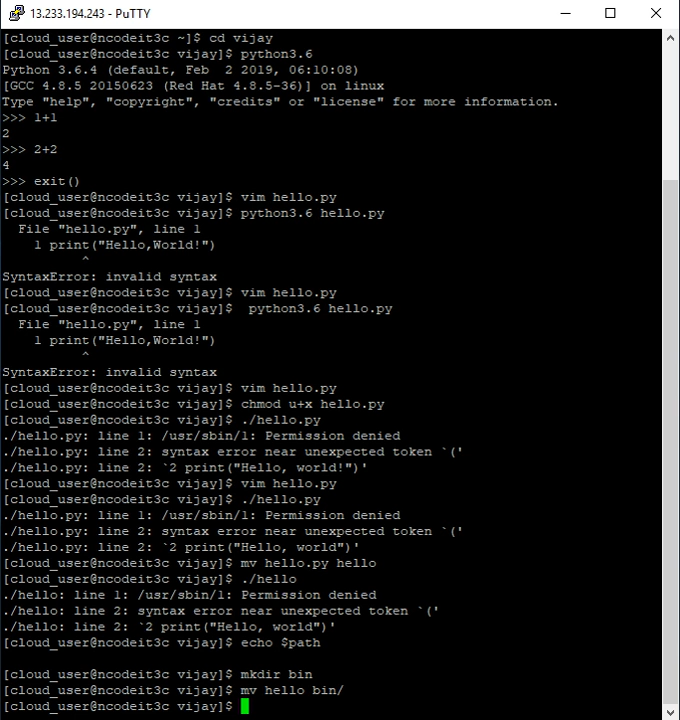 13.233.194.243 - PuTTY
[cloud_user@ncodeit3c ~]$ cd vijay
[cloud_user@ncodeit3c vijay]$ python3.6
Python 3.6.4 (default, Feb  2 2019, 06:10:08)
[GCC 4.8.5 20150623 (Red Hat 4.8.5-36)] on linux
Type "help", "copyright", "credits" or "license" for more information.
>>> 1+1
2
>>> 2+2
4
>>> exit()
[cloud_user@ncodeit3c vijay]$ vim hello.py
[cloud_user@ncodeit3c vijay]$ python3.6 hello.py
  File "hello.py", line 1
    1 print("Hello,World!")
          ^
SyntaxError: invalid syntax
[cloud_user@ncodeit3c vijay]$ vim hello.py
[cloud_user@ncodeit3c vijay]$  python3.6 hello.py
  File "hello.py", line 1
    1 print("Hello,World!")
          ^
SyntaxError: invalid syntax
[cloud_user@ncodeit3c vijay]$ vim hello.py
[cloud_user@ncodeit3c vijay]$ chmod u+x hello.py
[cloud_user@ncodeit3c vijay]$ ./hello.py
./hello.py: line 1: /usr/sbin/1: Permission denied
./hello.py: line 2: syntax error near unexpected token `('
./hello.py: line 2: `2 print("Hello, world!")'
[cloud_user@ncodeit3c vijay]$ vim hello.py
[cloud_user@ncodeit3c vijay]$ ./hello.py
./hello.py: line 1: /usr/sbin/1: Permission denied
./hello.py: line 2: syntax error near unexpected token `('
./hello.py: line 2: `2 print("Hello, world")'
[cloud_user@ncodeit3c vijay]$ mv hello.py hello
[cloud_user@ncodeit3c vijay]$ ./hello
./hello: line 1: /usr/sbin/1: Permission denied
./hello: line 2: syntax error near unexpected token `('
./hello: line 2: `2 print("Hello, world")'
[cloud_user@ncodeit3c vijay]$ echo $path

[cloud_user@ncodeit3c vijay]$ mkdir bin
[cloud_user@ncodeit3c vijay]$ mv hello bin/
[cloud_user@ncodeit3c vijay]$